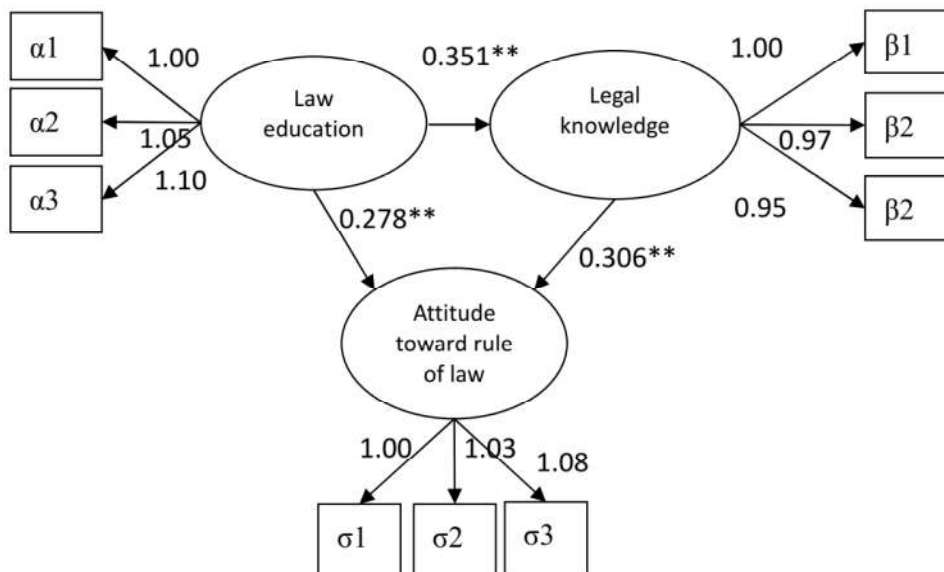 α1
1.00
α2
1.05
α3
1.10
Law
education
0.351**
Legal
knowledge
1.00
β1
0.97
β2
0.95
β2
0.278**
0.306**
Attitude
toward rule
of law
1.00
1.03
1.08
σ1
σ2
σ3